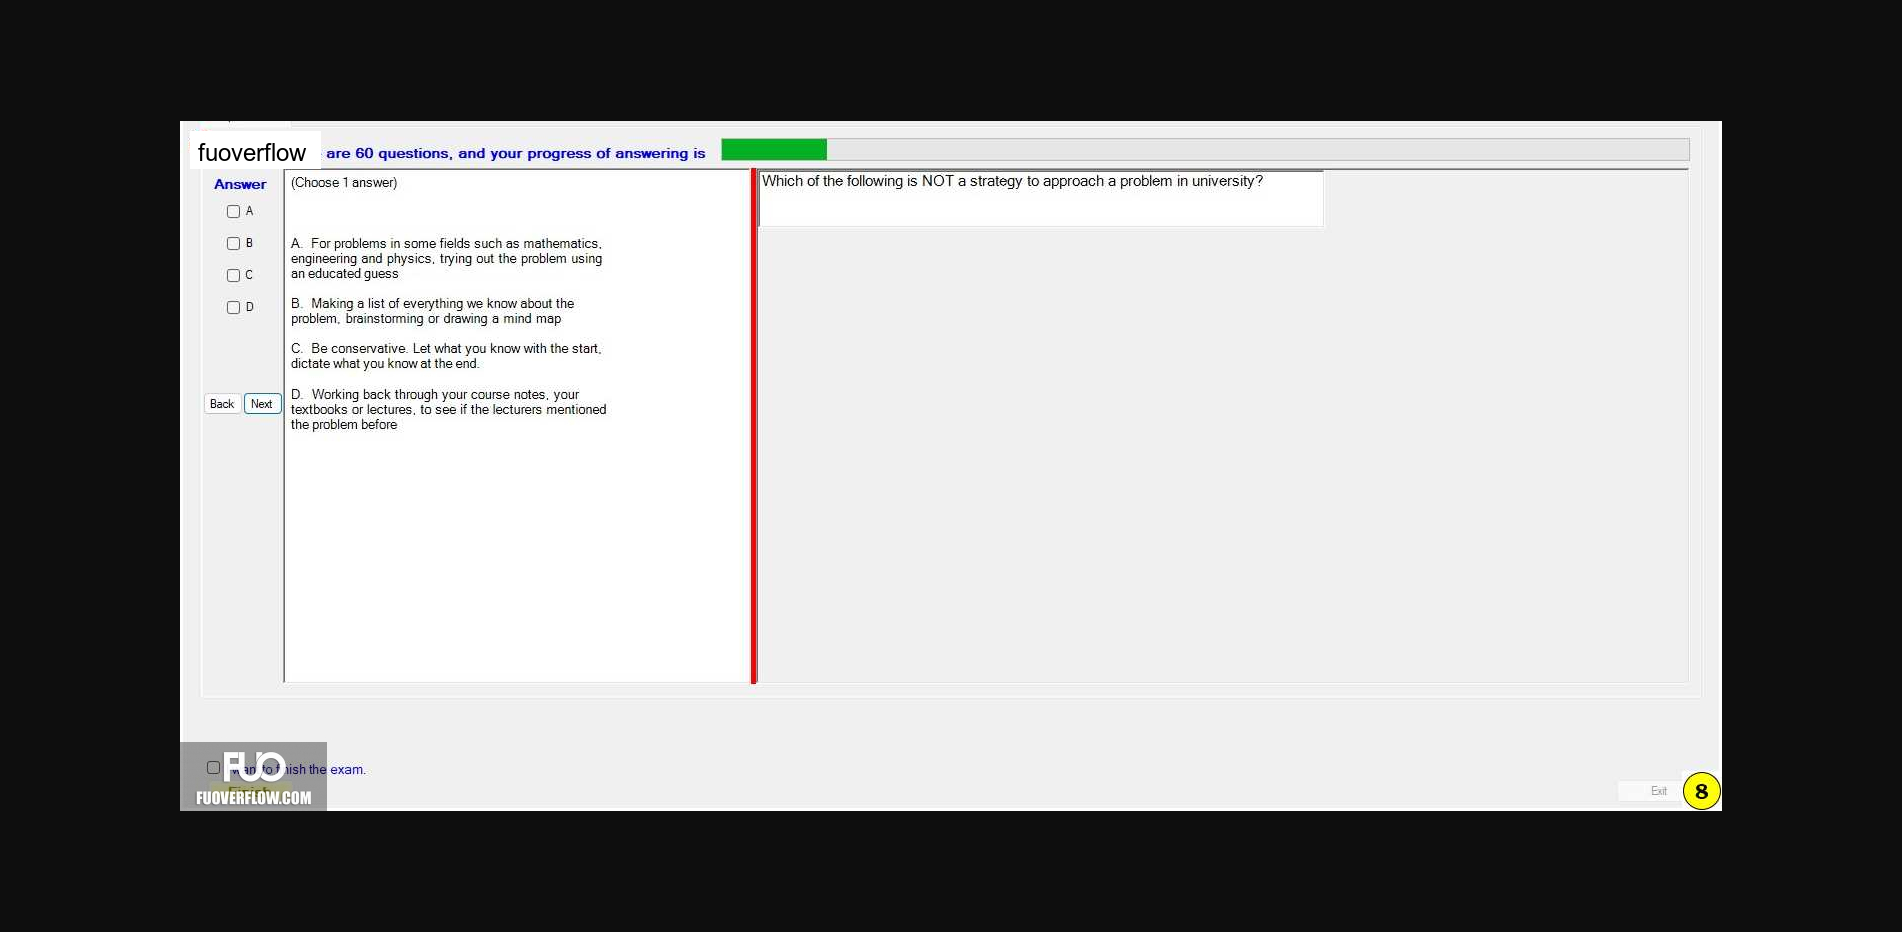 fuoverflow are 60 questions, and your progress of answering is
Answer
(Choose 1 answer)
Which of the following is NOT a strategy to approach a problem in university?
A
B
C
D
A. For problems in some fields such as mathematics,
engineering and physics, trying out the problem using
an educated guess
B. Making a list of everything we know about the
problem, brainstorming or drawing a mind map
C. Be conservative. Let what you know with the start,
dictate what you know at the end.
D. Working back through your course notes, your
textbooks or lectures, to see if the lecturers mentioned
the problem before
Back Next
FUO
want to finish the exam.
Finish
FUOVERFLOW.COM
Exit
8